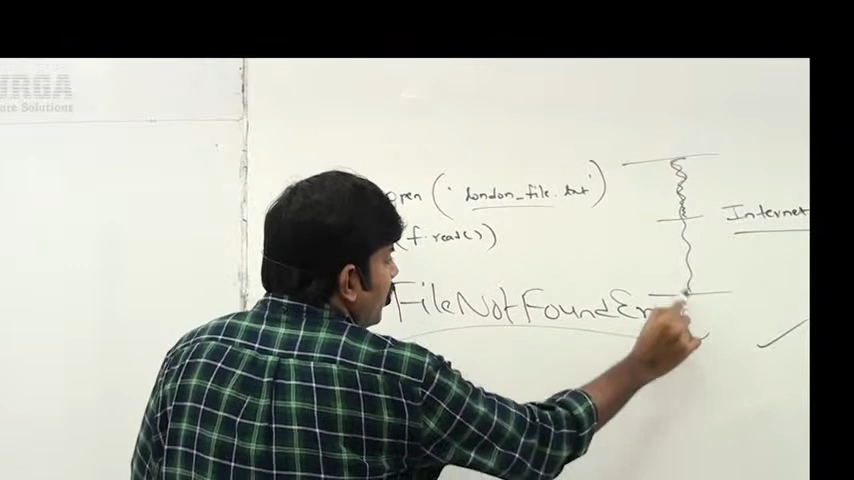 URGA
are Solutions
open ('london_file.txt')
(f.read())
Internet
FileNotFoundEr